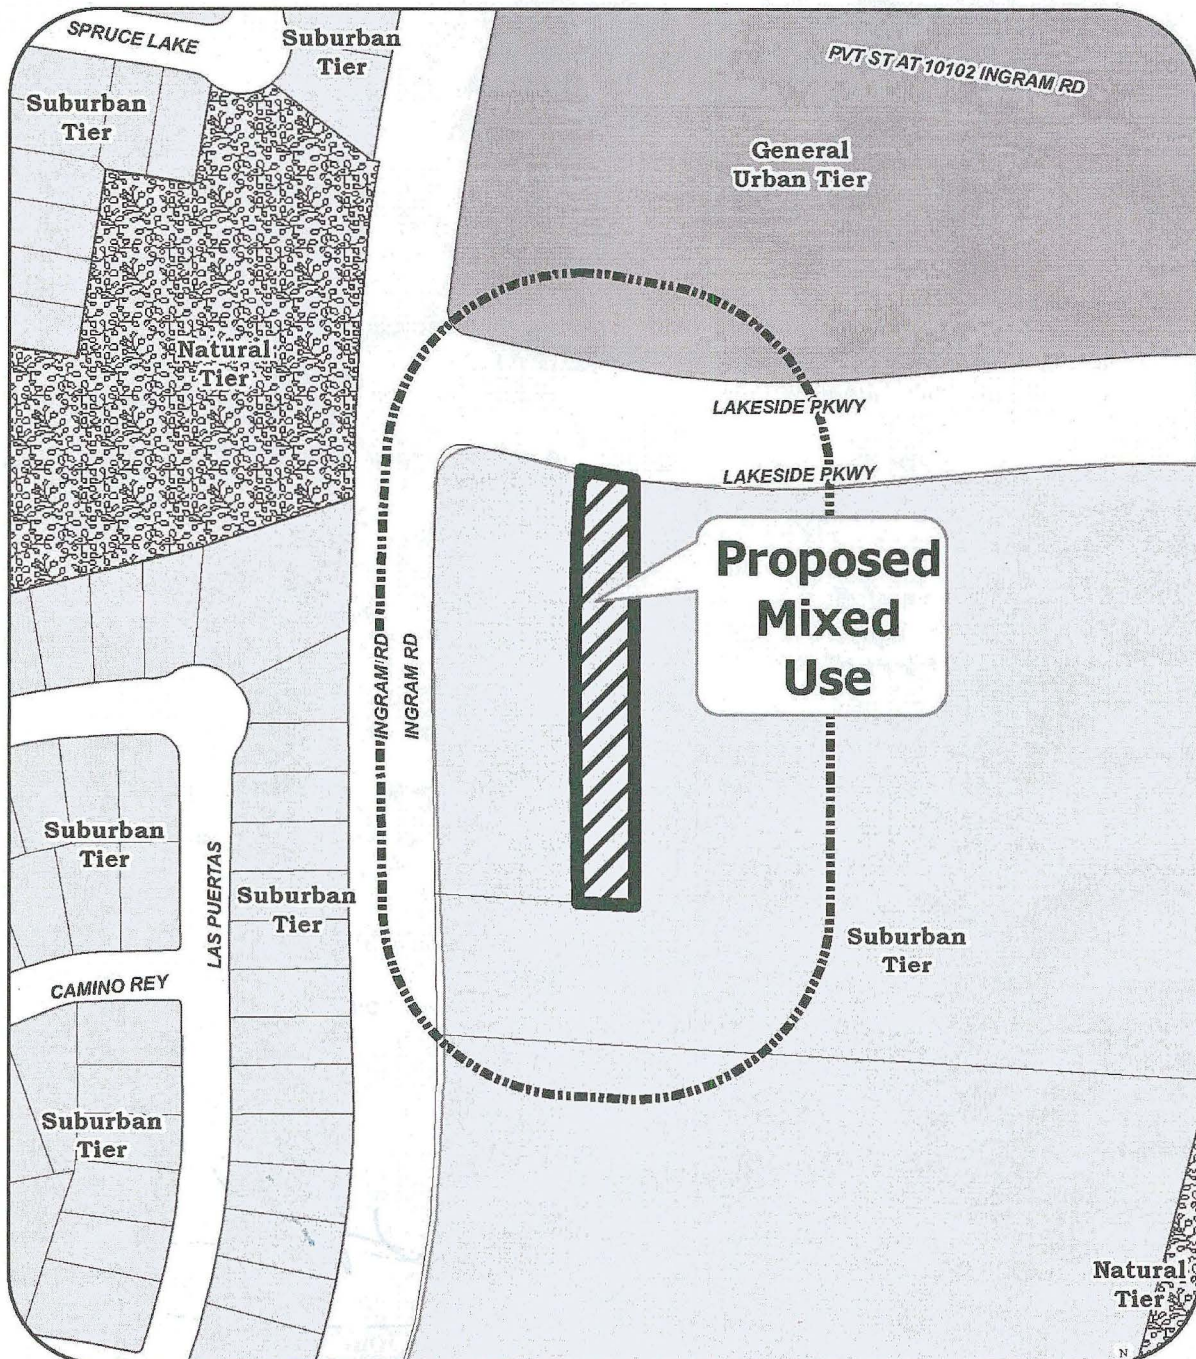 SPRUCE LAKE
Suburban
Tier
PVT ST AT 10102 INGRAM RD
Suburban
Tier
General
Urban Tier
Natural
Tier
LAKESIDE PKWY
LAKESIDE PKWY
Proposed
Mixed
Use
INGRAM RD
INGRAM RD
Suburban
Tier
LAS PUERTAS
Suburban
Tier
Suburban
Tier
CAMINO REY
Suburban
Tier
Natural
Tier
N